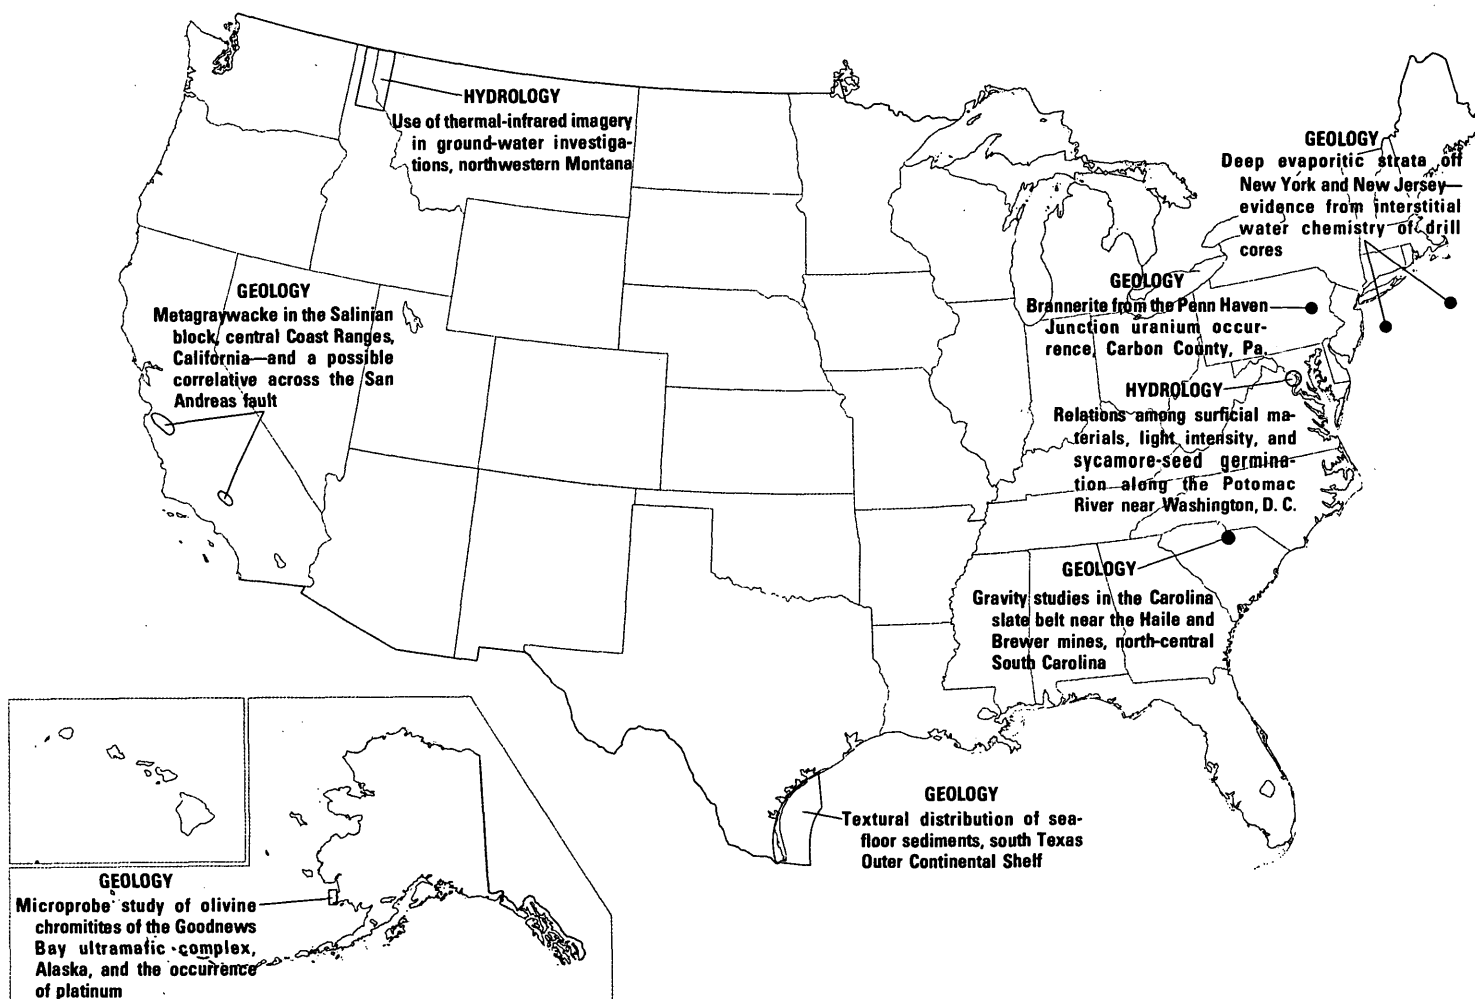 HYDROLOGY
Use of thermal-infrared imagery
in ground-water investiga-
tions, northwestern Montana
GEOLOGY
Deep evaporitic strata off
New York and New Jersey—
evidence from interstitial
water chemistry of drill
cores
GEOLOGY
Metagraywacke in the Salinian
block, central Coast Ranges,
California—and a possible
correlative across the San
Andreas fault
GEOLOGY
Brannerite from the Penn Haven
Junction uranium occur-
rence, Carbon County, Pa.
HYDROLOGY
Relations among surficial ma-
terials, light intensity, and
sycamore-seed germina-
tion along the Potomac
River near Washington, D. C.
GEOLOGY
Gravity studies in the Carolina
slate belt near the Haile and
Brewer mines, north-central
South Carolina
GEOLOGY
Textural distribution of sea-
floor sediments, south Texas
Outer Continental Shelf
GEOLOGY
Microprobe study of olivine
chromitites of the Goodnews
Bay ultramafic complex,
Alaska, and the occurrence
of platinum